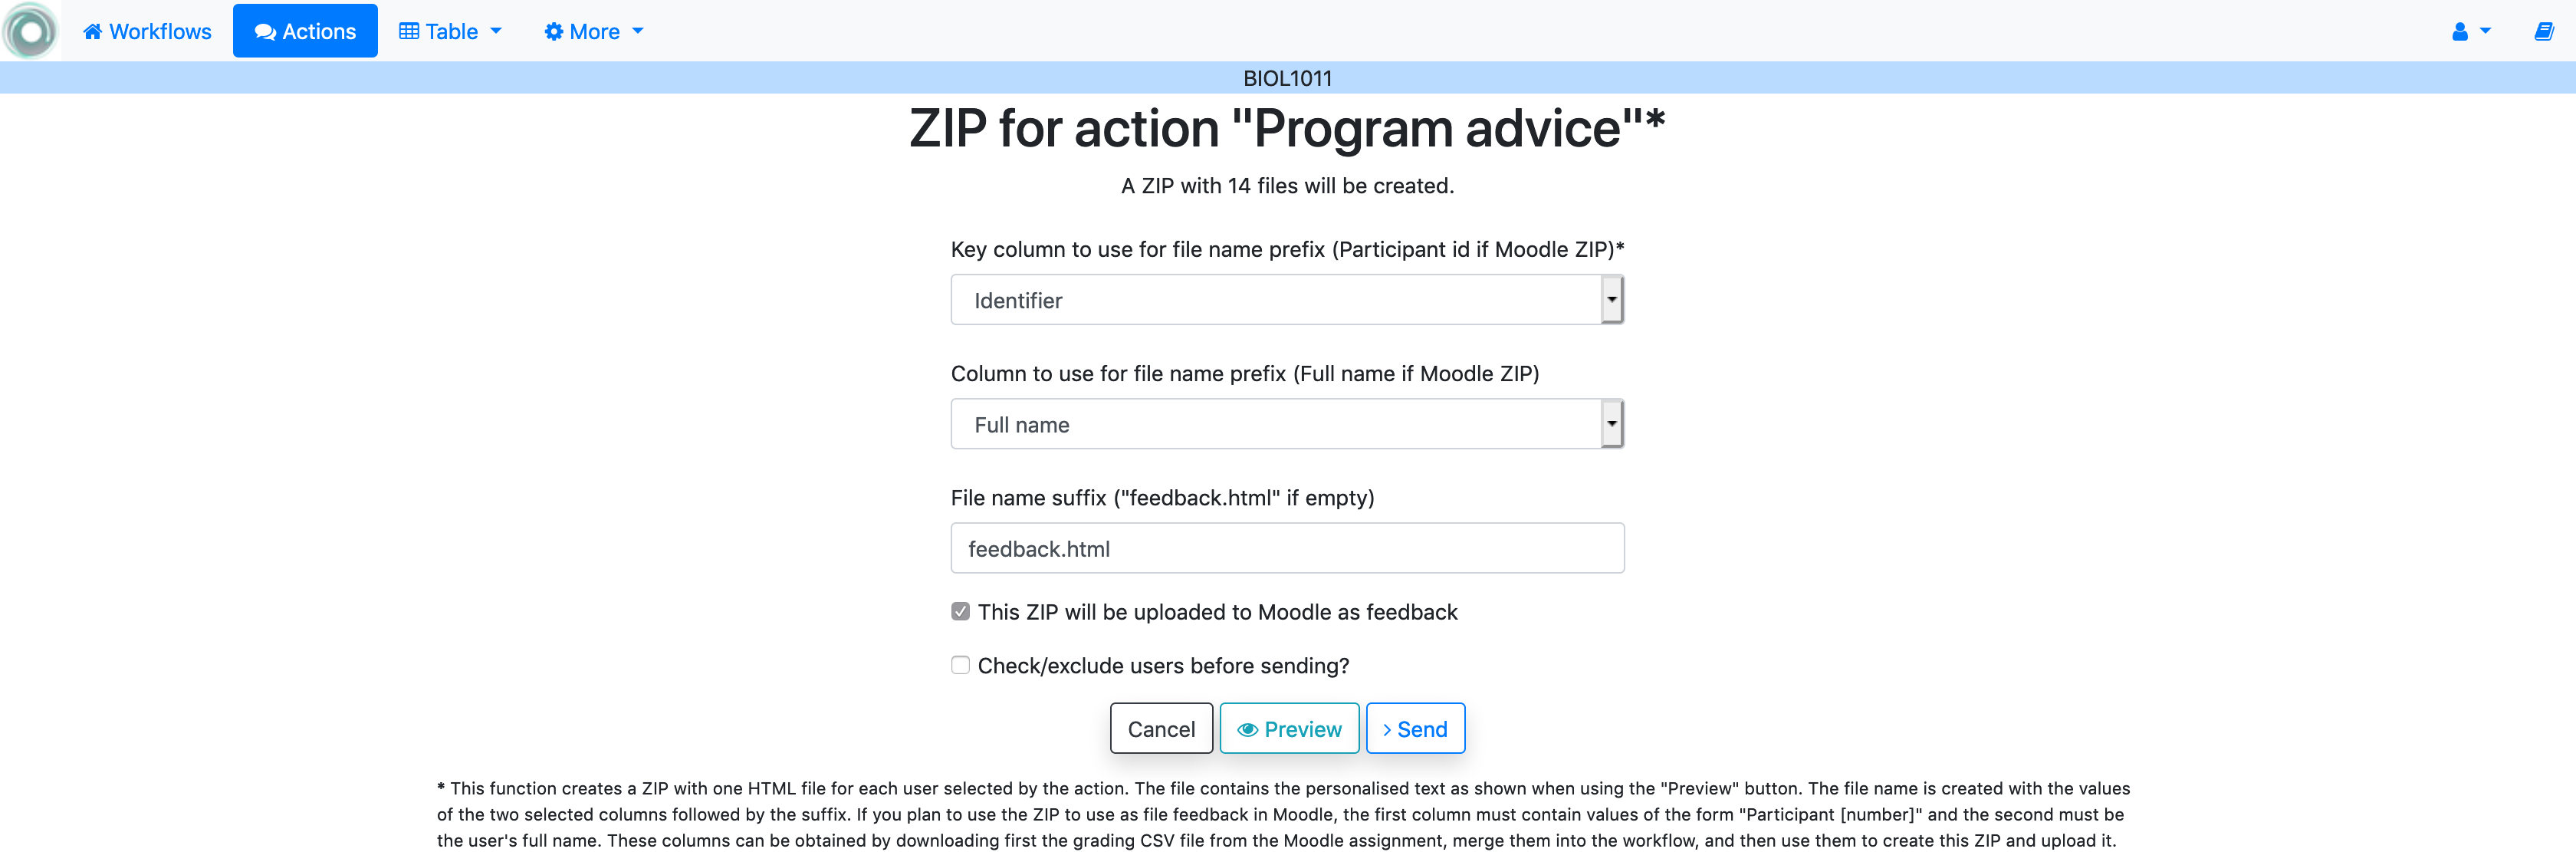 Workflows Actions Table More
BIOL1011
ZIP for action "Program advice"*
A ZIP with 14 files will be created.
Key column to use for file name prefix (Participant id if Moodle ZIP)*
Identifier
Column to use for file name prefix (Full name if Moodle ZIP)
Full name
File name suffix ("feedback.html" if empty)
feedback.html
This ZIP will be uploaded to Moodle as feedback
Check/exclude users before sending?
Cancel Preview Send
* This function creates a ZIP with one HTML file for each user selected by the action. The file contains the personalised text as shown when using the "Preview" button. The file name is created with the values
of the two selected columns followed by the suffix. If you plan to use the ZIP to use as file feedback in Moodle, the first column must contain values of the form "Participant [number]" and the second must be
the user's full name. These columns can be obtained by downloading first the grading CSV file from the Moodle assignment, merge them into the workflow, and then use them to create this ZIP and upload it.